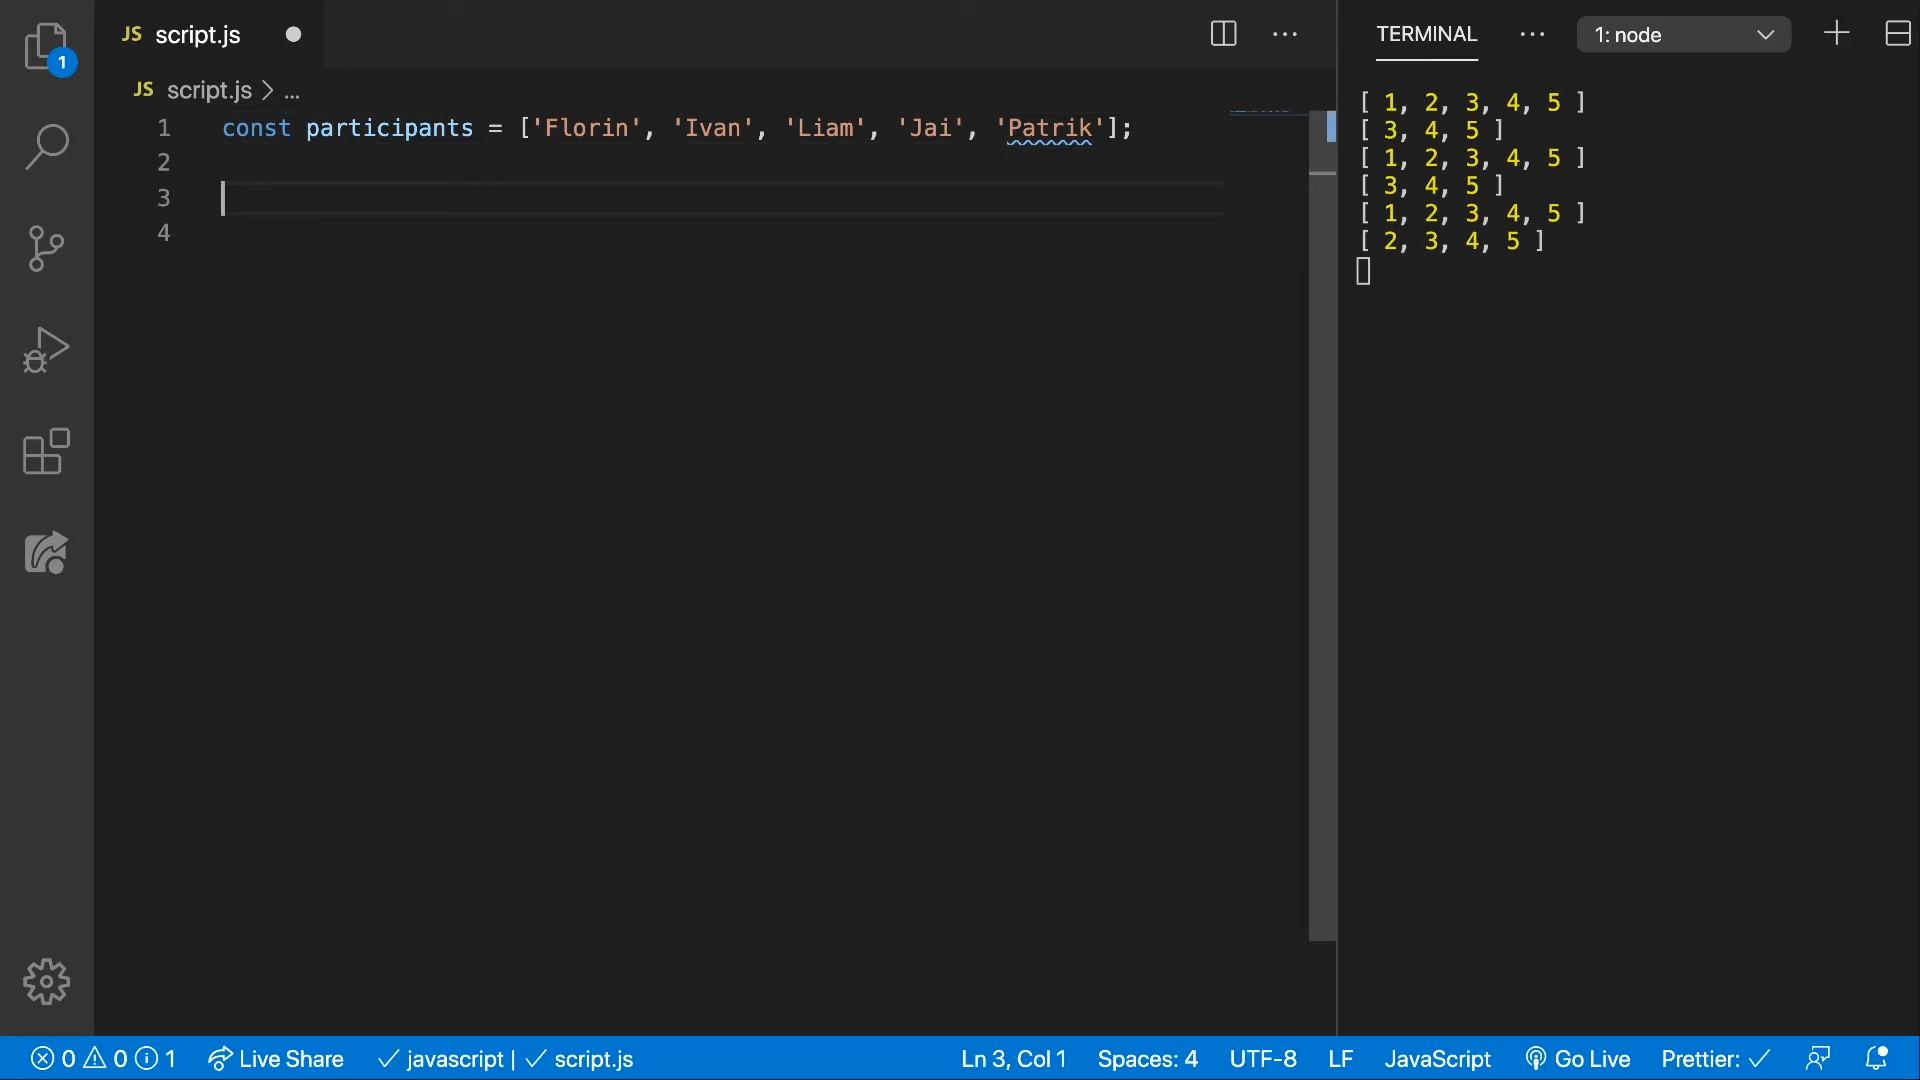 1
JS script.js
JS script.js > ...
1 const participants = ['Florin', 'Ivan', 'Liam', 'Jai', 'Patrik'];
2
3
4
TERMINAL ... 1: node
[ 1, 2, 3, 4, 5 ]
[ 3, 4, 5 ]
[ 1, 2, 3, 4, 5 ]
[ 3, 4, 5 ]
[ 1, 2, 3, 4, 5 ]
[ 2, 3, 4, 5 ]
0 0 1 Live Share ✓ javascript | ✓ script.js Ln 3, Col 1 Spaces: 4 UTF-8 LF JavaScript Go Live Prettier: ✓